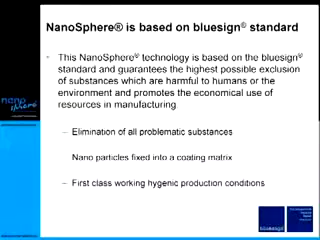 NanoSphere® is based on bluesign© standard
• This NanoSphere® technology is based on the bluesign®
standard and guarantees the highest possible exclusion
of substances which are harmful to humans or the
environment and promotes the economical use of
resources in manufacturing
– Elimination of all problematic substances
Nano particles fixed into a coating matrix
– First class working hygenic production conditions
nano
sphere
bluesign